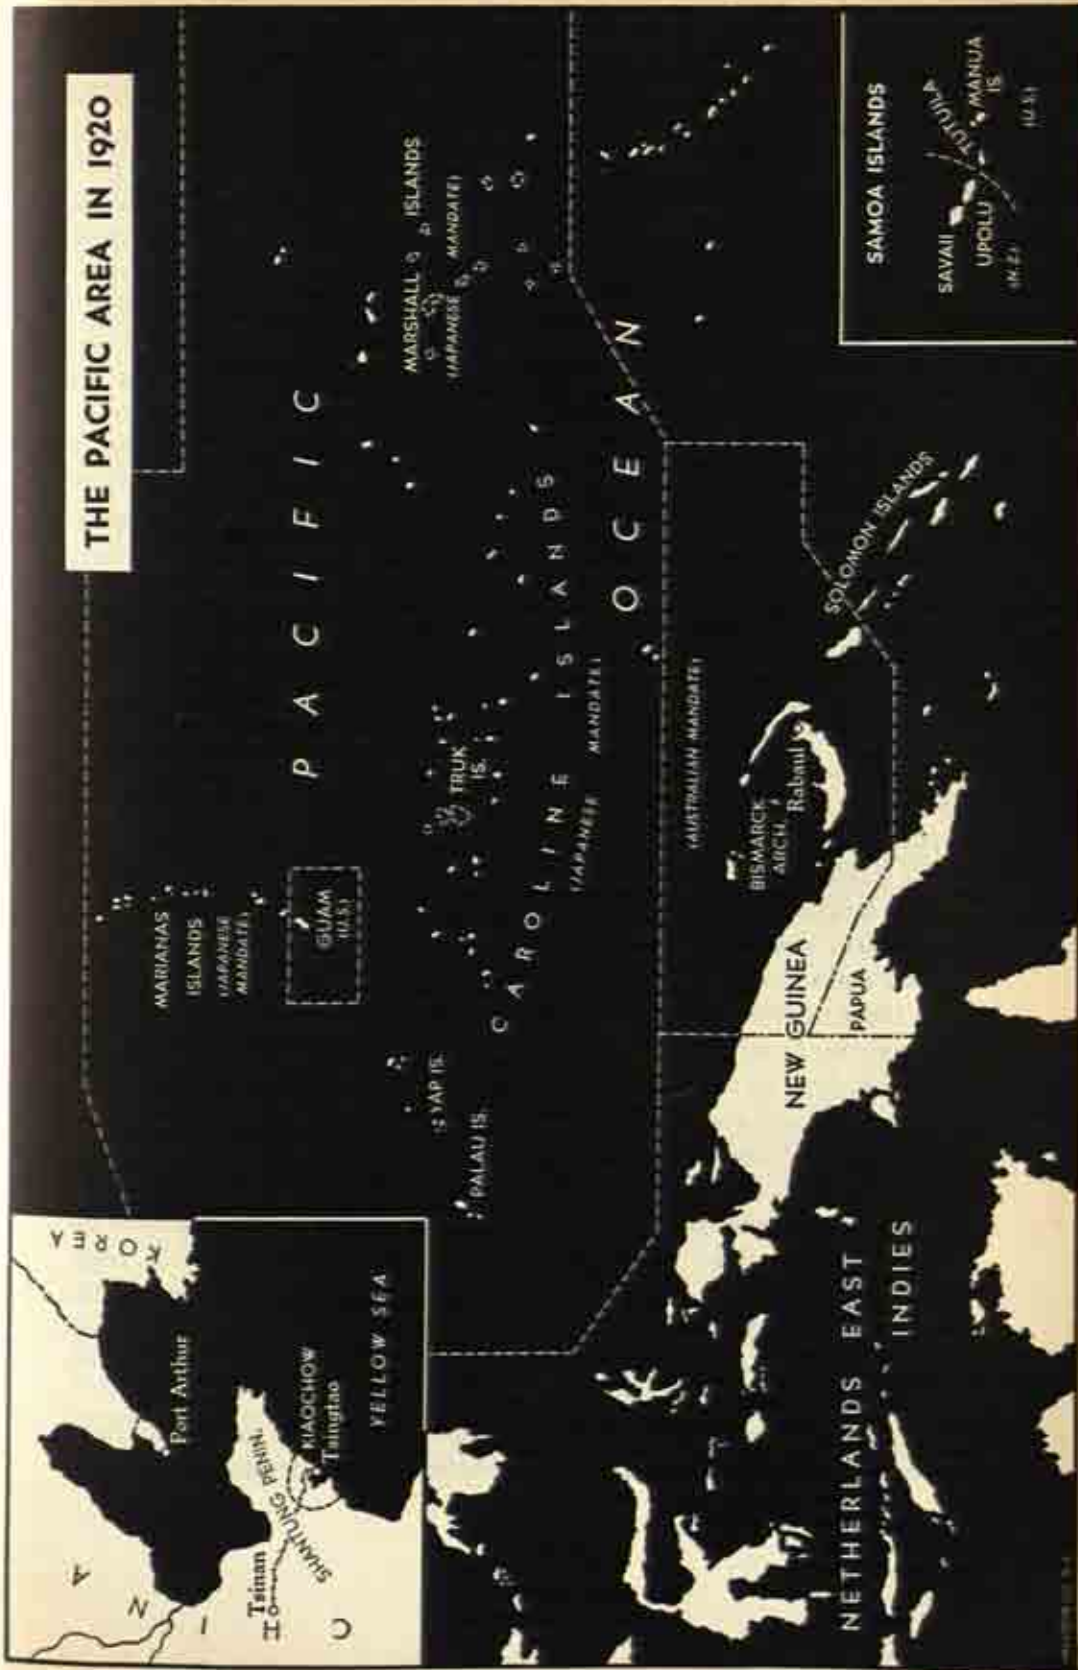 THE PACIFIC AREA IN 1920
CHINA
KOREA
Port Arthur
Tsinan
SHANTUNG PENIN.
KIAOCHOW
Tsingtao
YELLOW SEA
MARIANAS
ISLANDS
(JAPANESE
MANDATE)
GUAM
(U.S.)
PACIFIC
OCEAN
MARSHALL ISLANDS
(JAPANESE MANDATE)
YAP IS.
PALAU IS.
TRUK
IS.
CAROLINE ISLANDS
(JAPANESE MANDATE)
(AUSTRALIAN MANDATE)
BISMARCK
ARCH.
Rabaul
NEW GUINEA
PAPUA
SOLOMON ISLANDS
NETHERLANDS EAST
INDIES
SAMOA ISLANDS
SAVAII
UPOLU
(N.Z.)
TUTUILA
MANUA
IS.
(U.S.)